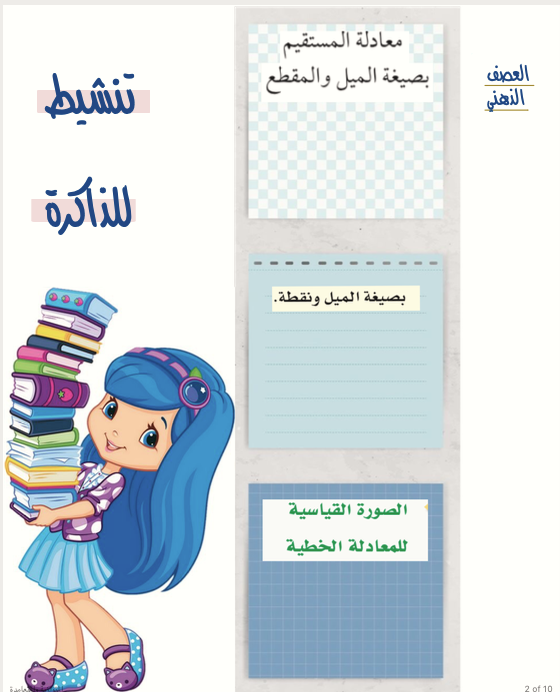 العصف
الذهني
تنشيط
للذاكرة
معادلة المستقيم
بصيغة الميل والمقطع
بصيغة الميل ونقطة.
الصورة القياسية
للمعادلة الخطية
2 of 10